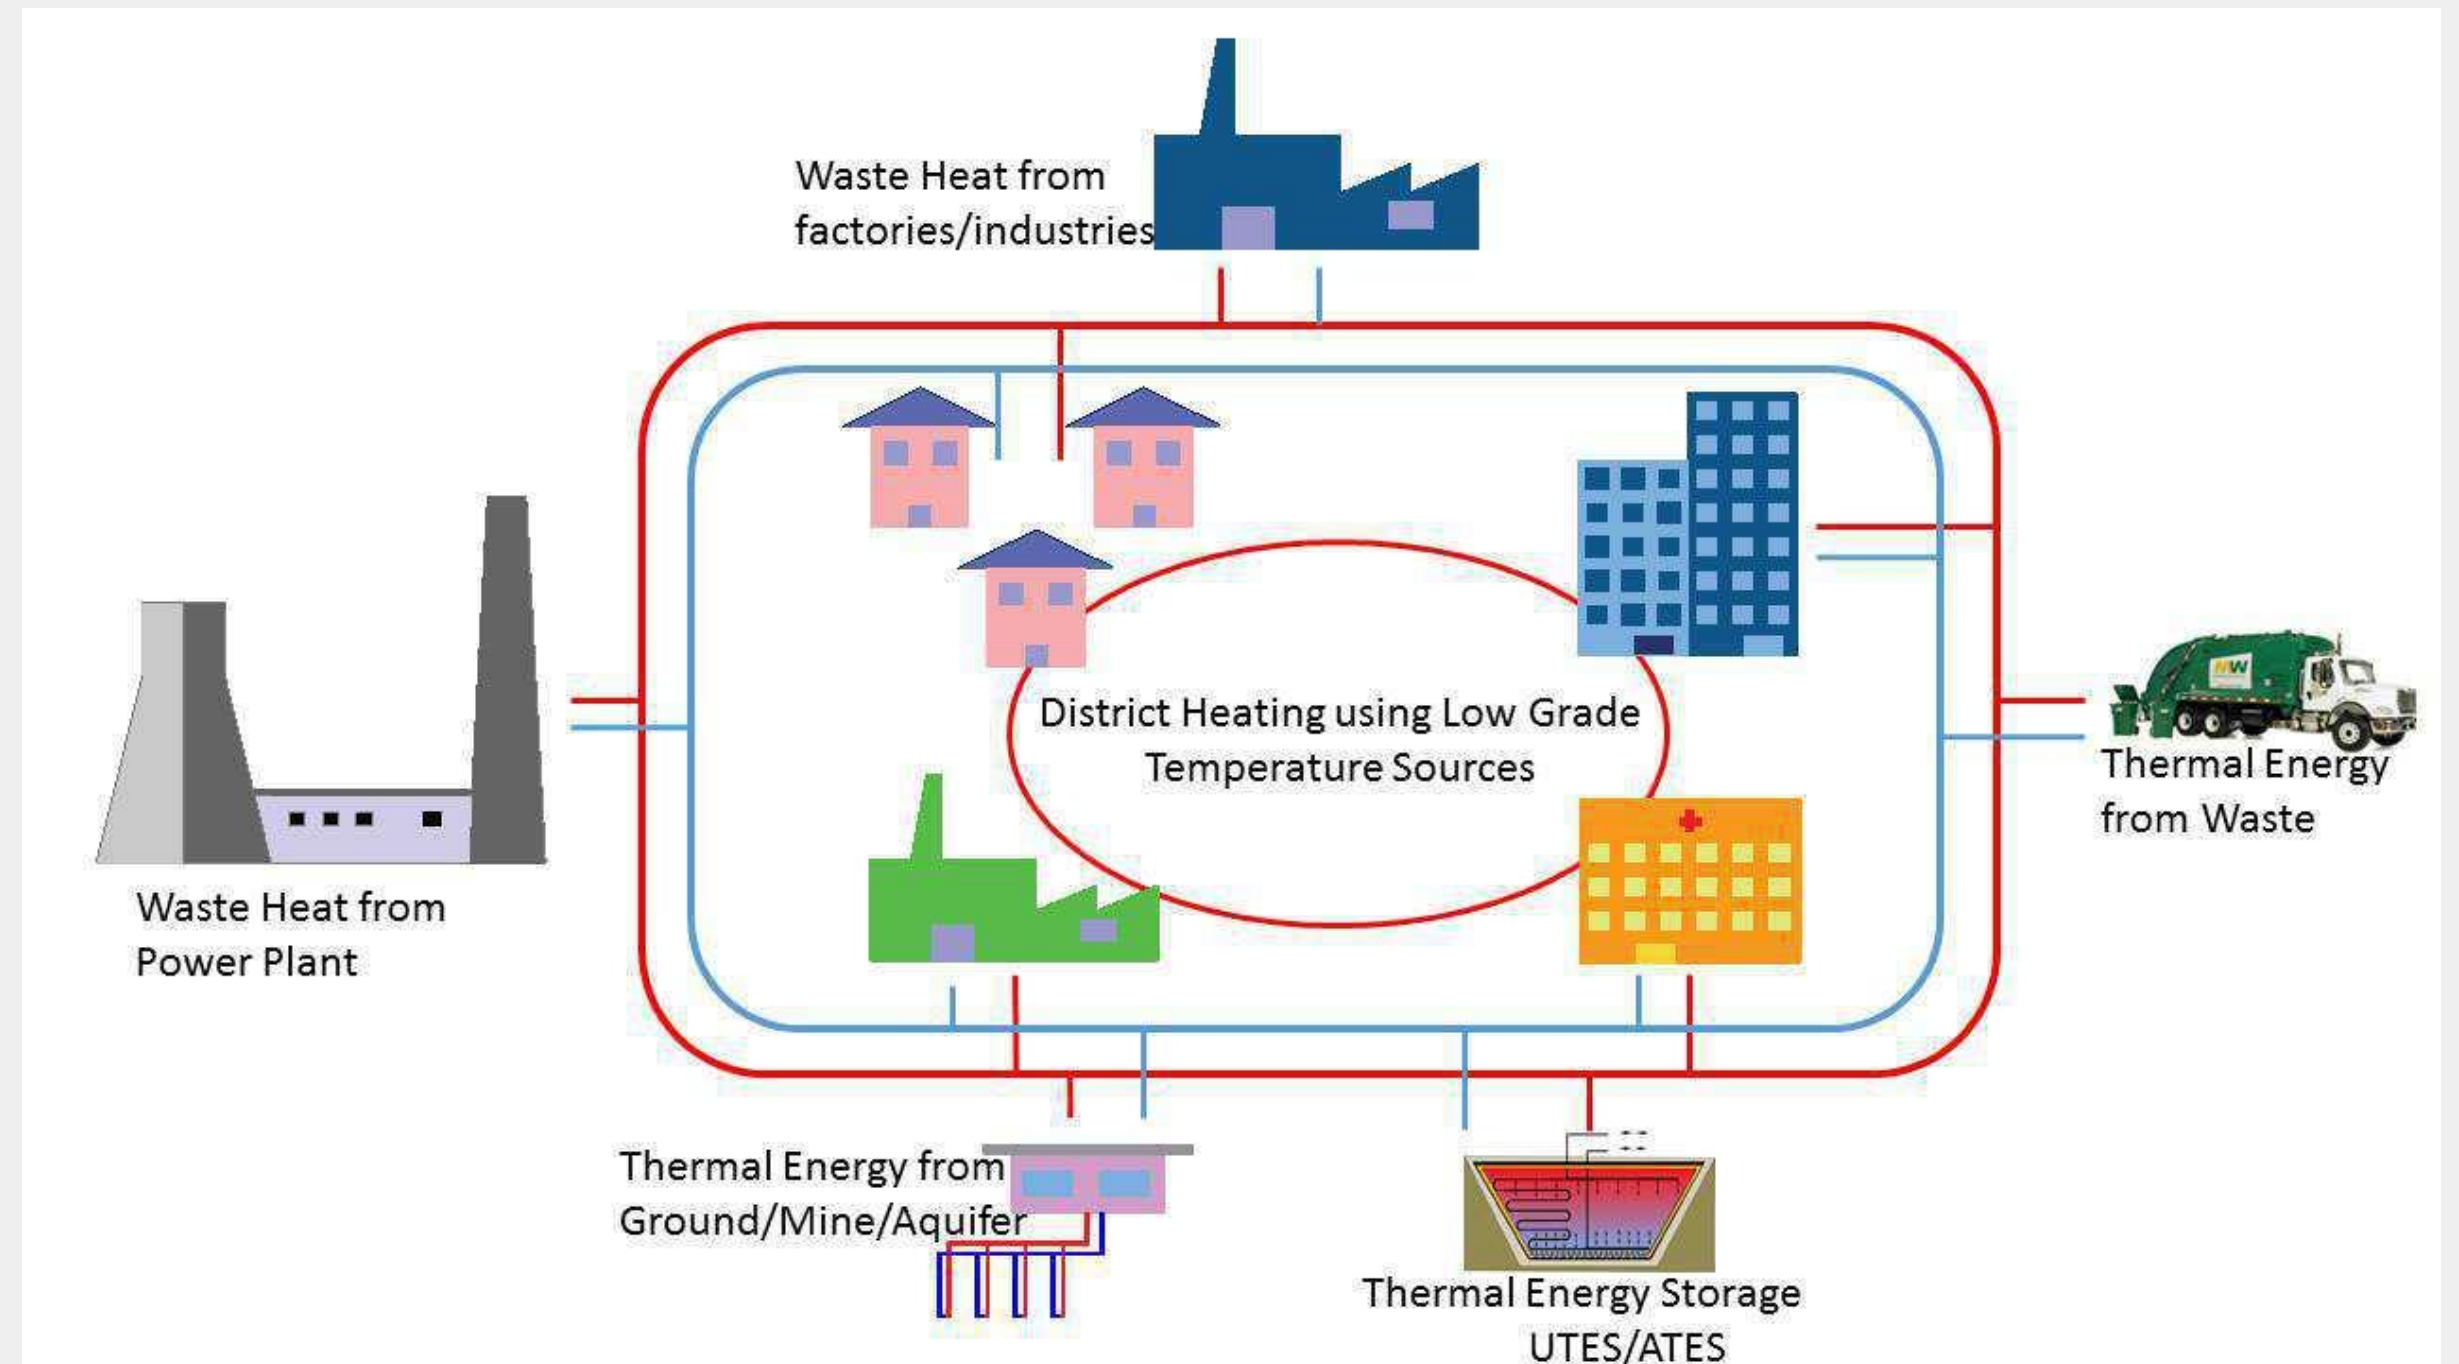 Waste Heat from
factories/industries
District Heating using Low Grade
Temperature Sources
Thermal Energy
from Waste
Waste Heat from
Power Plant
Thermal Energy from
Ground/Mine/Aquifer
Thermal Energy Storage
UTES/ATES